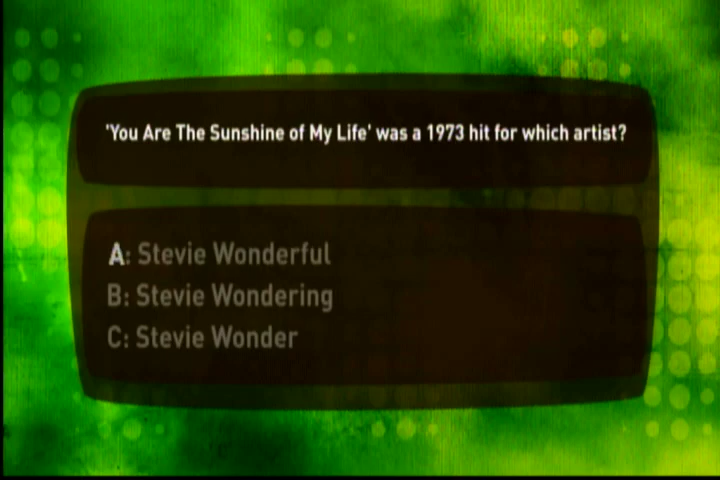 'You Are The Sunshine of My Life' was a 1973 hit for which artist?
A: Stevie Wonderful
B: Stevie Wondering
C: Stevie Wonder